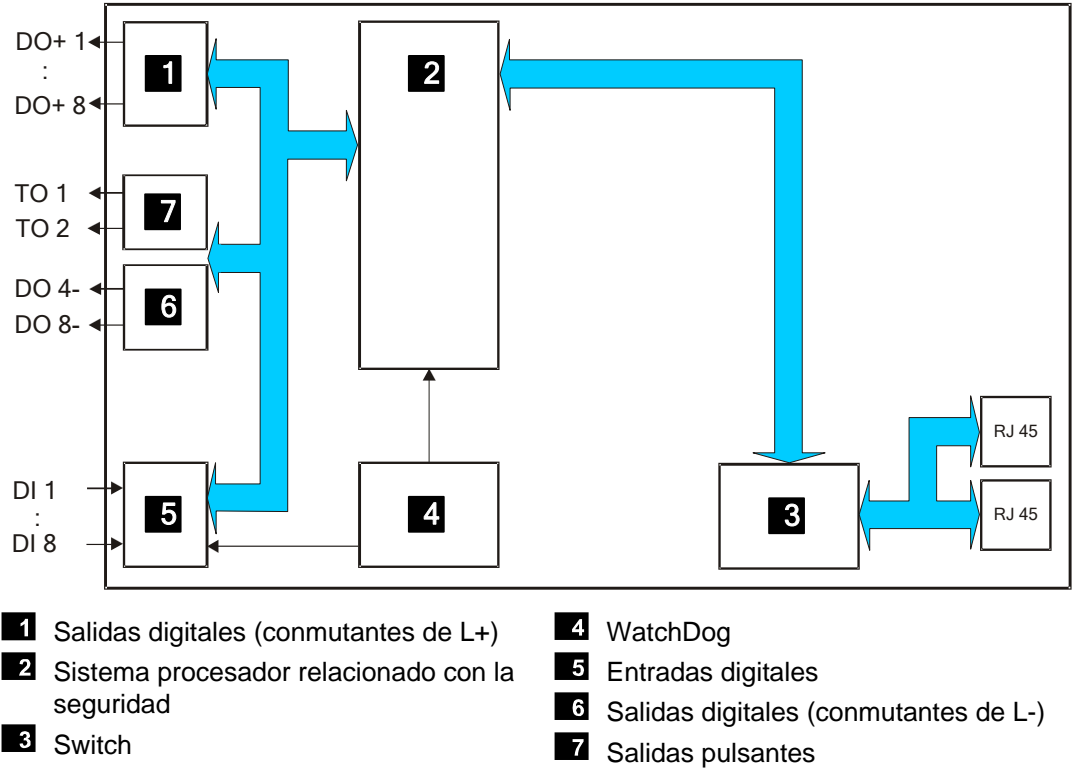 DO+ 1
:
DO+ 8
1
2
TO 1
TO 2
7
DO 4-
DO 8-
6
RJ 45
DI 1
:
DI 8
5
4
3
RJ 45
1 Salidas digitales (conmutantes de L+)
2 Sistema procesador relacionado con la
seguridad
3 Switch
4 WatchDog
5 Entradas digitales
6 Salidas digitales (conmutantes de L-)
7 Salidas pulsantes